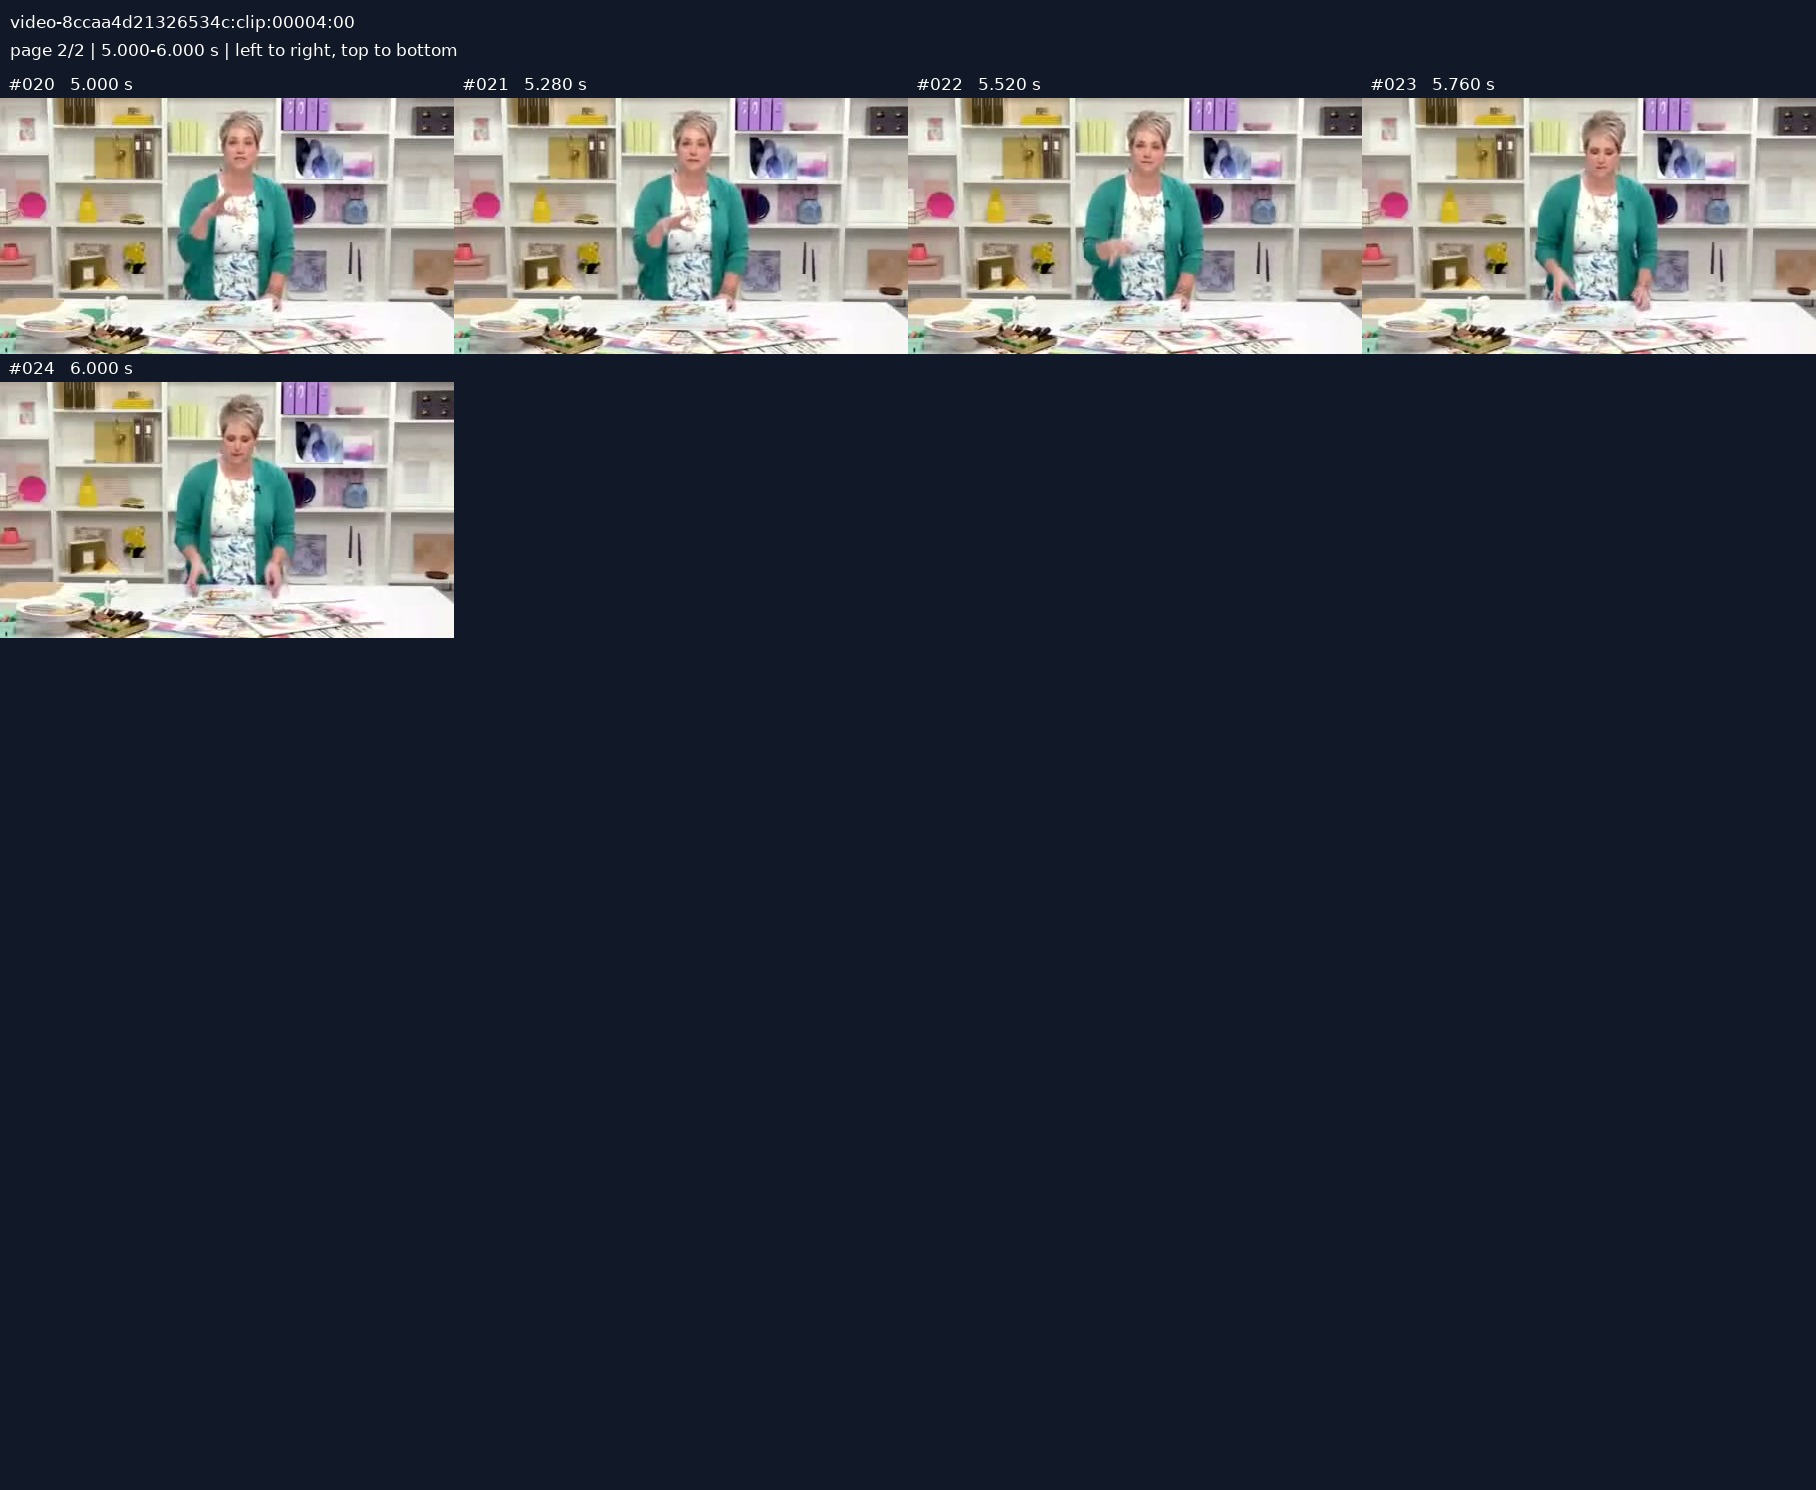 video-8ccaa4d21326534c:clip:00004:00
page 2/2 | 5.000-6.000 s | left to right, top to bottom
#020 5.000 s
#021 5.280 s
#022 5.520 s
#023 5.760 s
#024 6.000 s